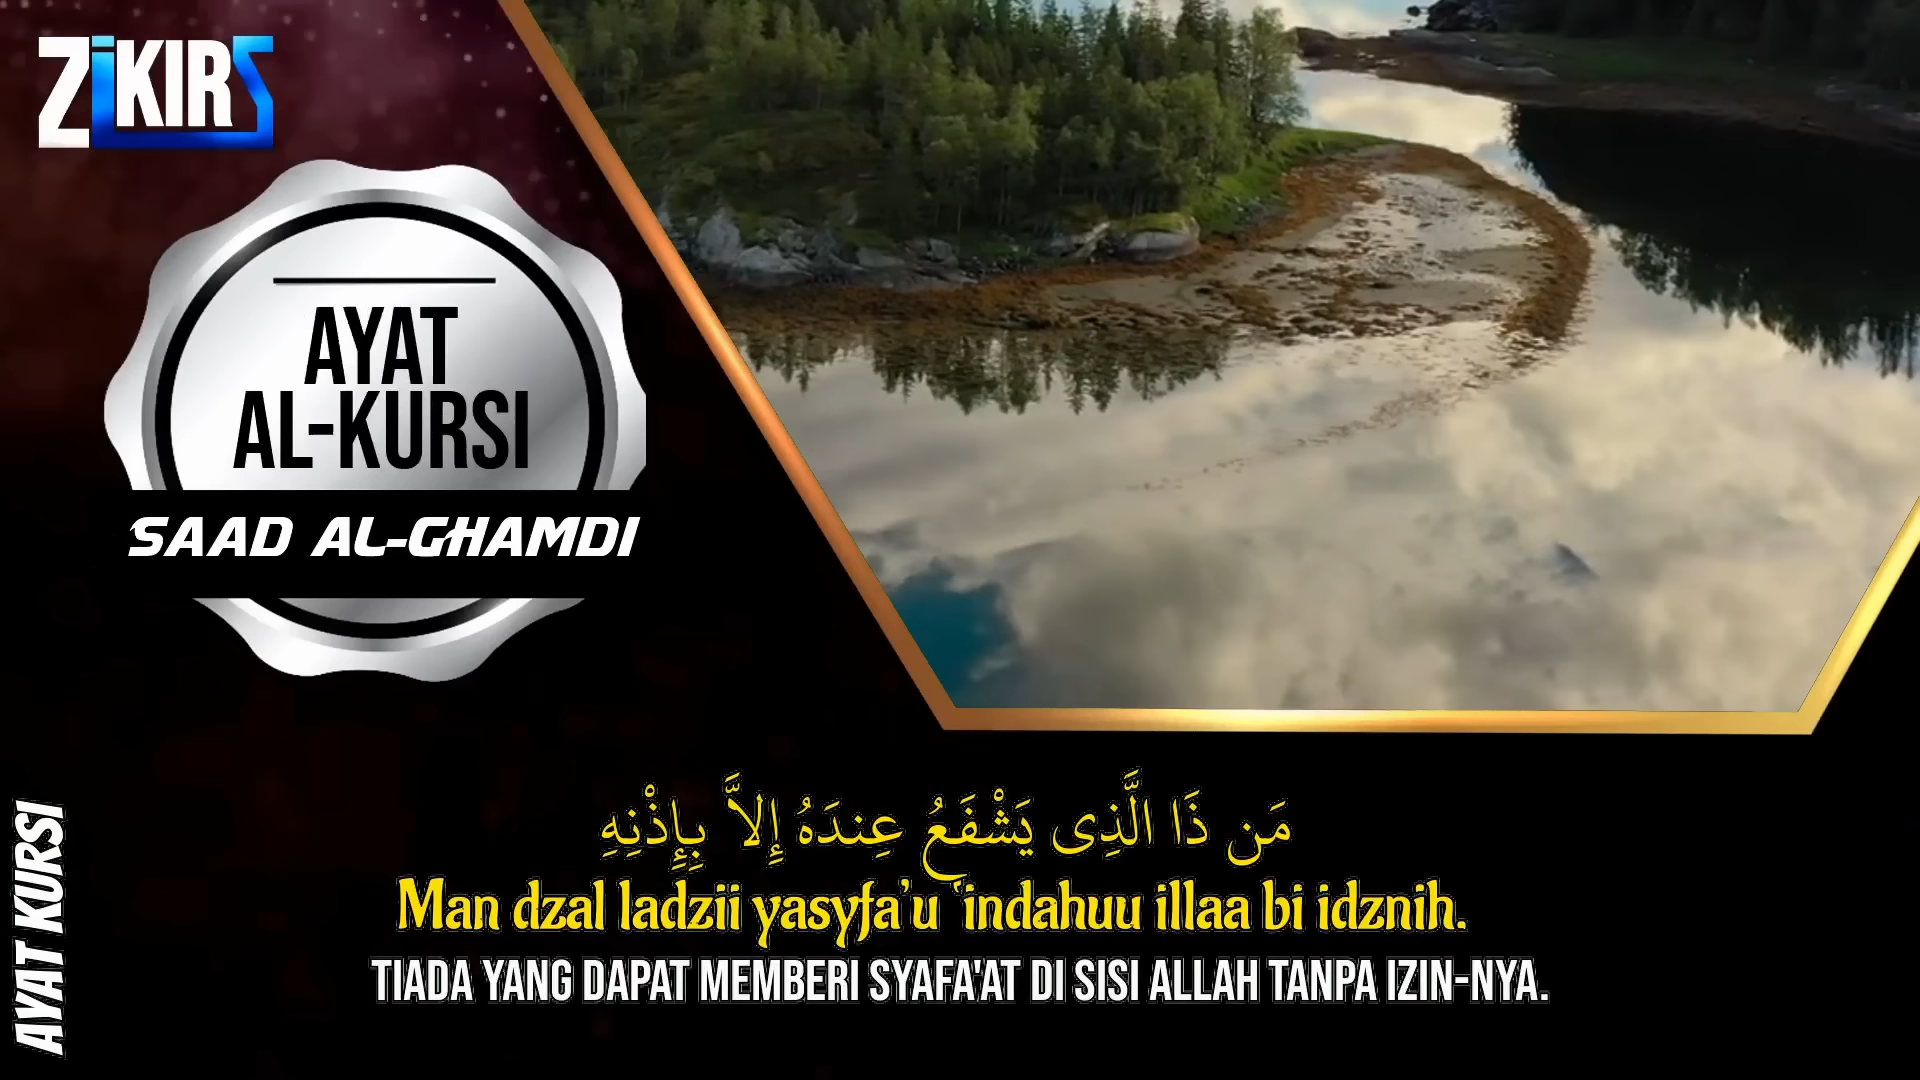 ZiKIRS
AYAT
AL-KURSI
SAAD AL-GHAMDI
مَن ذَا الَّذِى يَشْفَعُ عِندَهُ إِلاَّ بِإِذْنِهِ
Man dzal ladzii yasyfa’u ‘indahuu illaa bi idznih.
TIADA YANG DAPAT MEMBERI SYAFA'AT DI SISI ALLAH TANPA IZIN-NYA.
AYAT KURSI